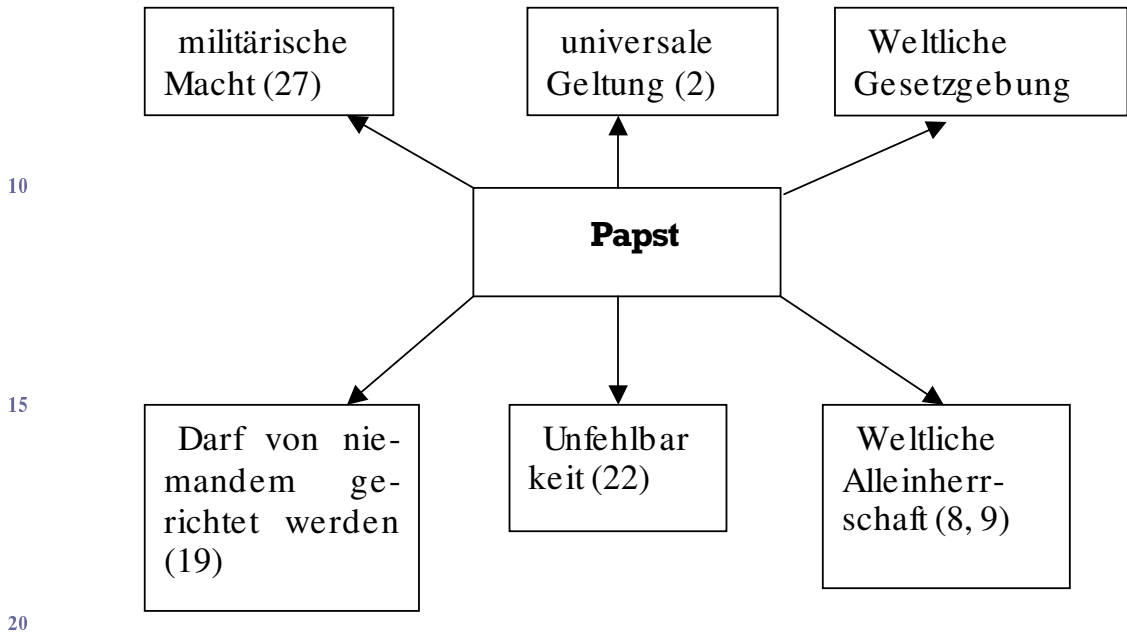 militärische
Macht (27)
universale
Geltung (2)
Weltliche
Gesetzgebung
10
Papst
15
Darf von nie-
mandem ge-
richtet werden
(19)
Unfehlbar
keit (22)
Weltliche
Alleinherr-
schaft (8, 9)
20